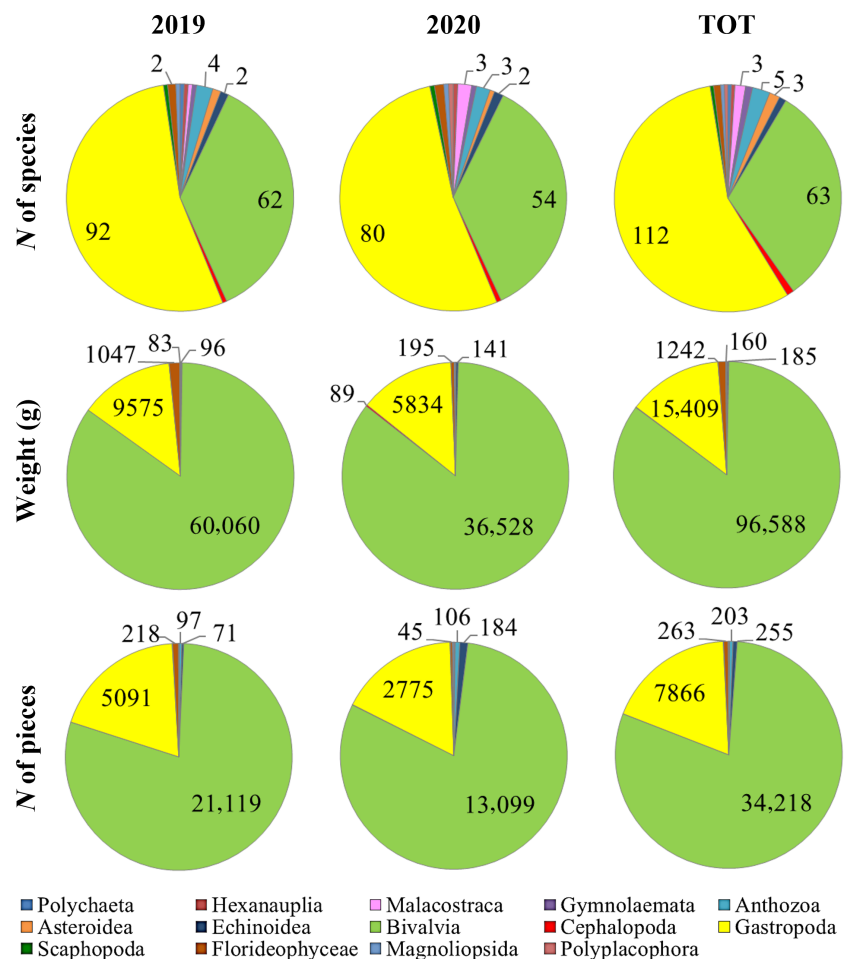 2019 2020 TOT
2 4 2 3 3 2 3 5 3
N of species
92 62 80 54 112 63
1047 83 96 195 141 1242 160 185
Weight (g)
9575 89 5834 15,409
60,060 36,528 96,588
218 97 71 45 106 184 263 203 255
N of pieces
5091 2775 7866
21,119 13,099 34,218
Polychaeta Hexanauplia Malacostraca Gymnolaemata Anthozoa
Asteroidea Echinoidea Bivalvia Cephalopoda Gastropoda
Scaphopoda Florideophyceae Magnoliopsida Polyplacophora